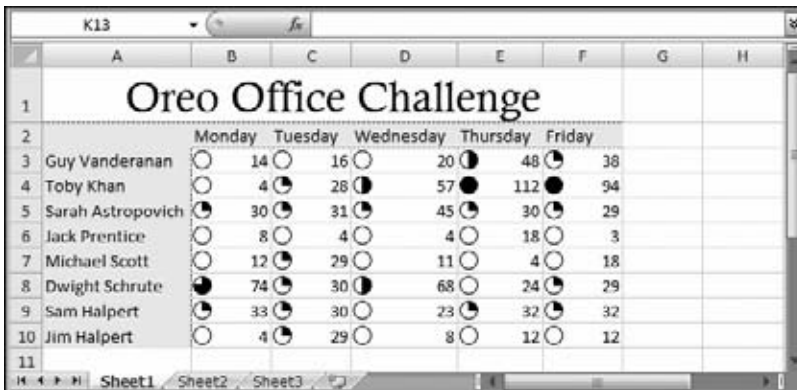 K13 fx
A B C D E F G H
1 Oreo Office Challenge
2 Monday Tuesday Wednesday Thursday Friday
3 Guy Vanderanan 14 16 20 48 38
4 Toby Khan 4 28 57 112 94
5 Sarah Astropovich 30 31 45 30 29
6 Jack Prentice 8 4 4 18 3
7 Michael Scott 12 29 11 4 18
8 Dwight Schrute 74 30 68 24 29
9 Sam Halpert 33 30 23 32 32
10 Jim Halpert 4 29 8 12 12
11
Sheet1 Sheet2 Sheet3